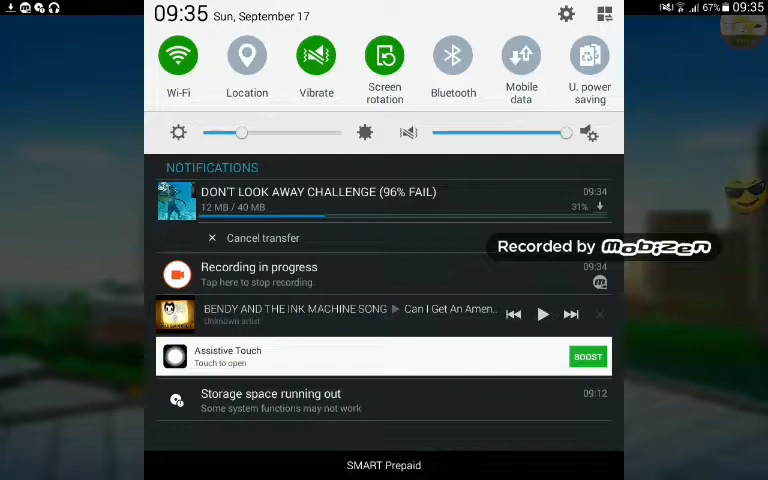 67% 09:35
09:35 Sun, September 17
Wi-Fi
Location
Vibrate
Screen
rotation
Bluetooth
Mobile
data
U. power
saving
NOTIFICATIONS
DON'T LOOK AWAY CHALLENGE (96% FAIL) 09:34
12 MB / 40 MB 31%
× Cancel transfer
Recorded by Mobizen
Recording in progress 09:34
Tap here to stop recording.
BENDY AND THE INK MACHINE SONG ▶ Can I Get An Amen..
Unknown artist
Assistive Touch
Touch to open
BOOST
Storage space running out 09:12
Some system functions may not work
SMART Prepaid